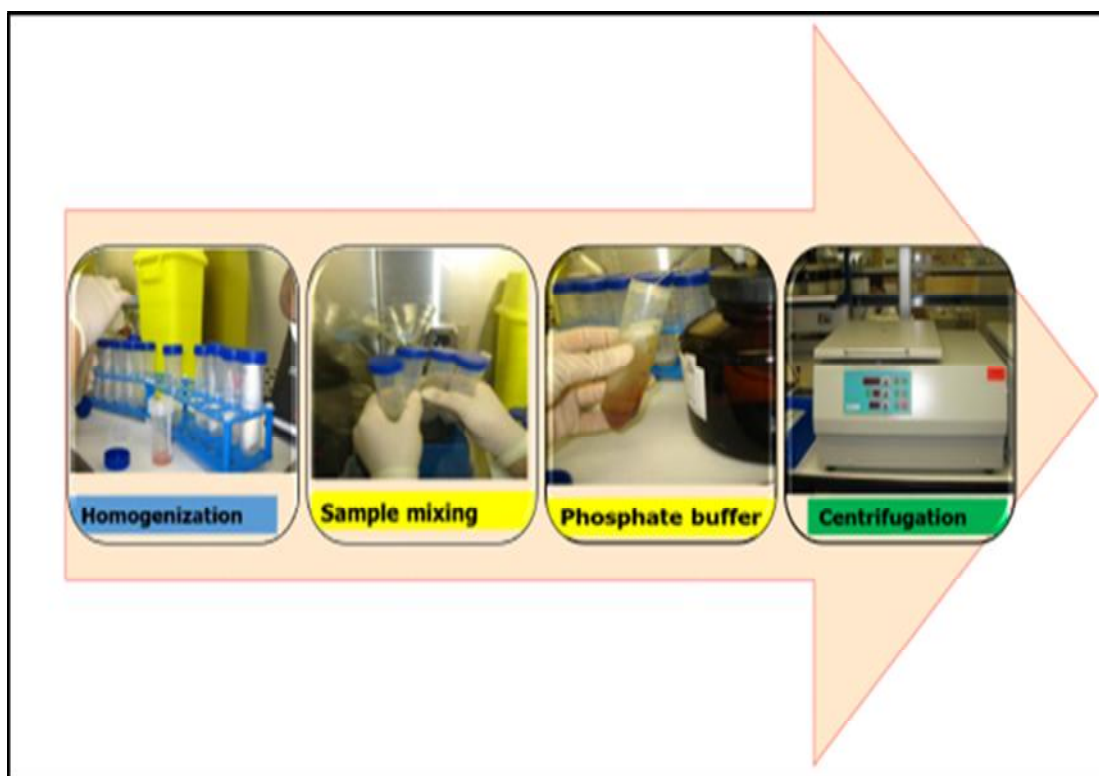 Homogenization
Sample mixing
Phosphate buffer
Centrifugation